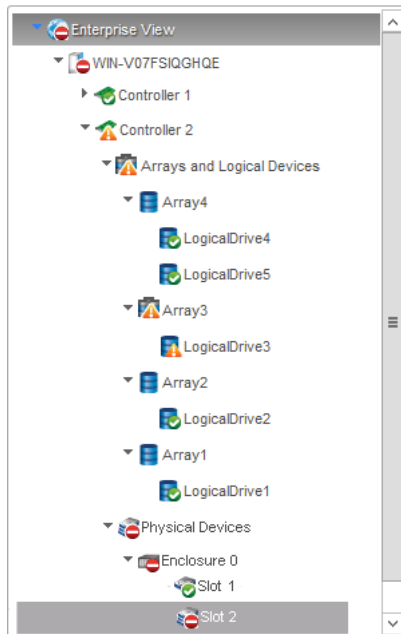 Enterprise View
WIN-V07FSIQGHQE
Controller 1
Controller 2
Arrays and Logical Devices
Array4
LogicalDrive4
LogicalDrive5
Array3
LogicalDrive3
Array2
LogicalDrive2
Array1
LogicalDrive1
Physical Devices
Enclosure 0
Slot 1
Slot 2